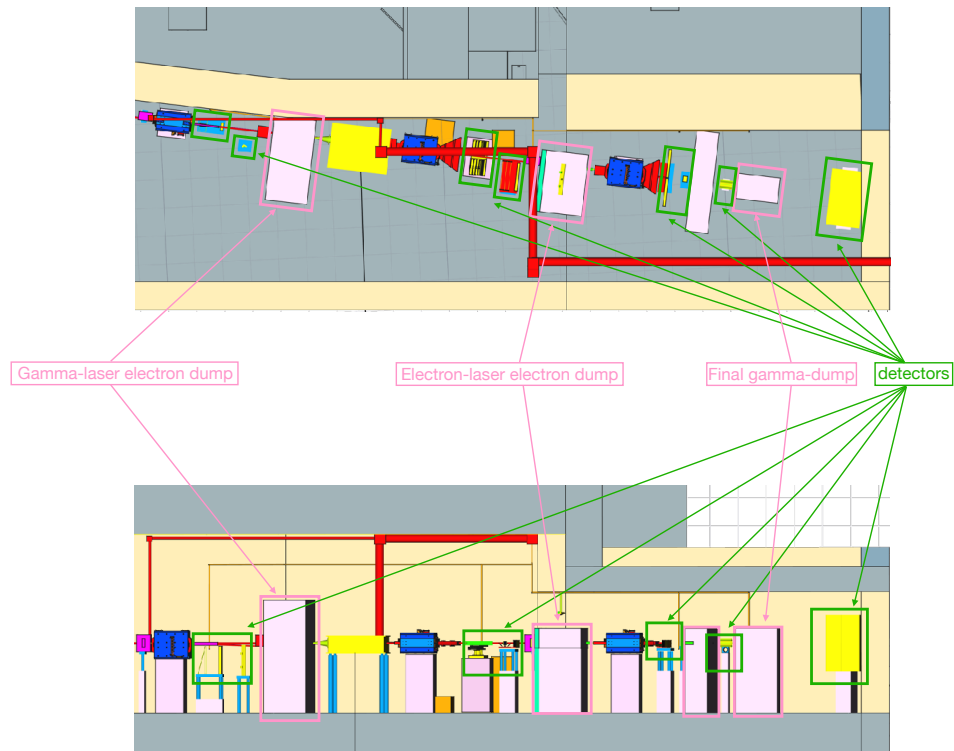 Gamma-laser electron dump
Electron-laser electron dump
Final gamma-dump
detectors